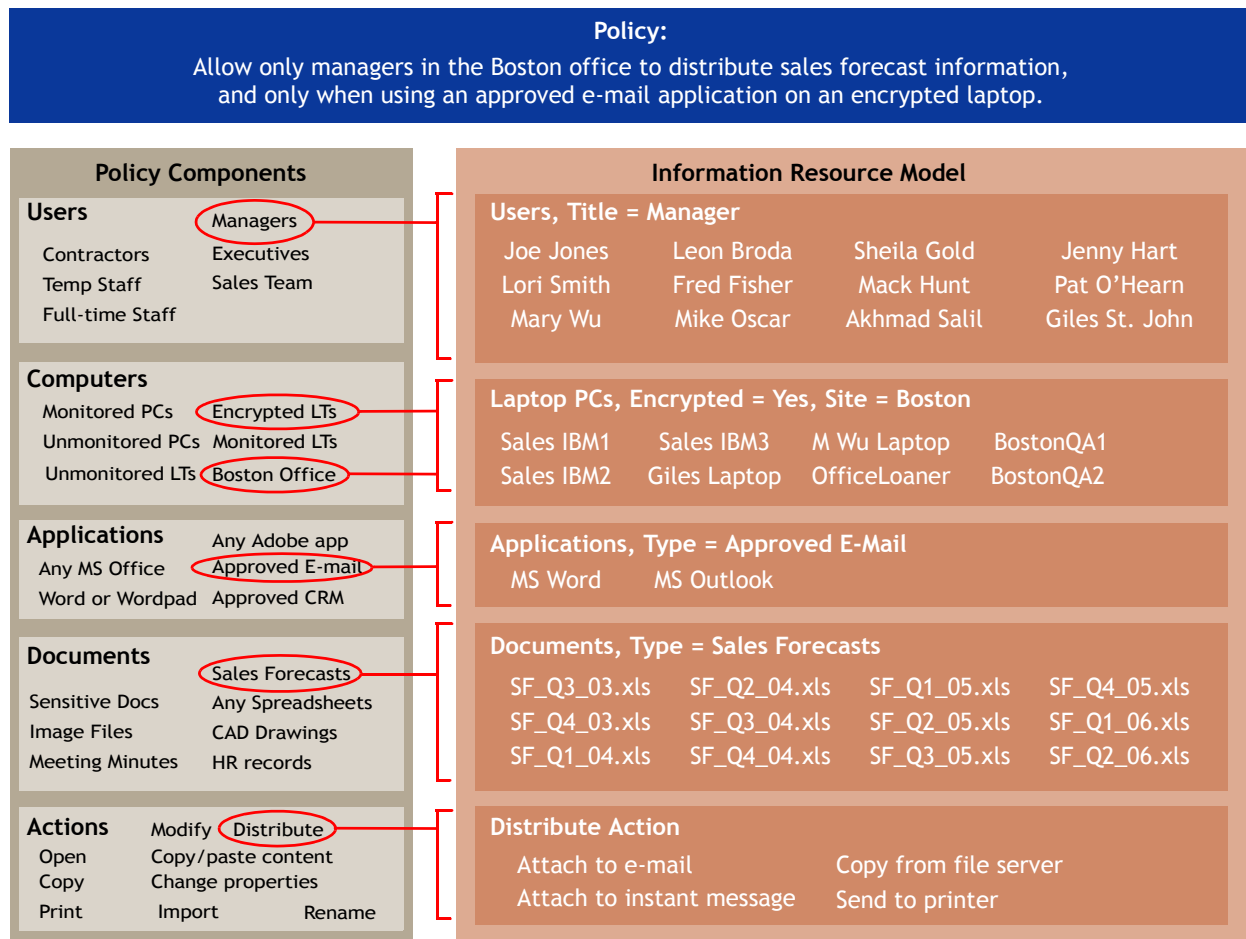 Policy:
Allow only managers in the Boston office to distribute sales forecast information,
and only when using an approved e-mail application on an encrypted laptop.
Policy Components
Users
Managers
Contractors Executives
Temp Staff Sales Team
Full-time Staff
Computers
Monitored PCs Encrypted LTs
Unmonitored PCs Monitored LTs
Unmonitored LTs Boston Office
Applications Any Adobe app
Any MS Office Approved E-mail
Word or Wordpad Approved CRM
Documents
Sales Forecasts
Sensitive Docs Any Spreadsheets
Image Files CAD Drawings
Meeting Minutes HR records
Actions Modify Distribute
Open Copy/paste content
Copy Change properties
Print Import Rename
Information Resource Model
Users, Title = Manager
Joe Jones Leon Broda Sheila Gold Jenny Hart
Lori Smith Fred Fisher Mack Hunt Pat O’Hearn
Mary Wu Mike Oscar Akhmad Salil Giles St. John
Laptop PCs, Encrypted = Yes, Site = Boston
Sales IBM1 Sales IBM3 M Wu Laptop BostonQA1
Sales IBM2 Giles Laptop OfficeLoaner BostonQA2
Applications, Type = Approved E-Mail
MS Word MS Outlook
Documents, Type = Sales Forecasts
SF_Q3_03.xls SF_Q2_04.xls SF_Q1_05.xls SF_Q4_05.xls
SF_Q4_03.xls SF_Q3_04.xls SF_Q2_05.xls SF_Q1_06.xls
SF_Q1_04.xls SF_Q4_04.xls SF_Q3_05.xls SF_Q2_06.xls
Distribute Action
Attach to e-mail Copy from file server
Attach to instant message Send to printer